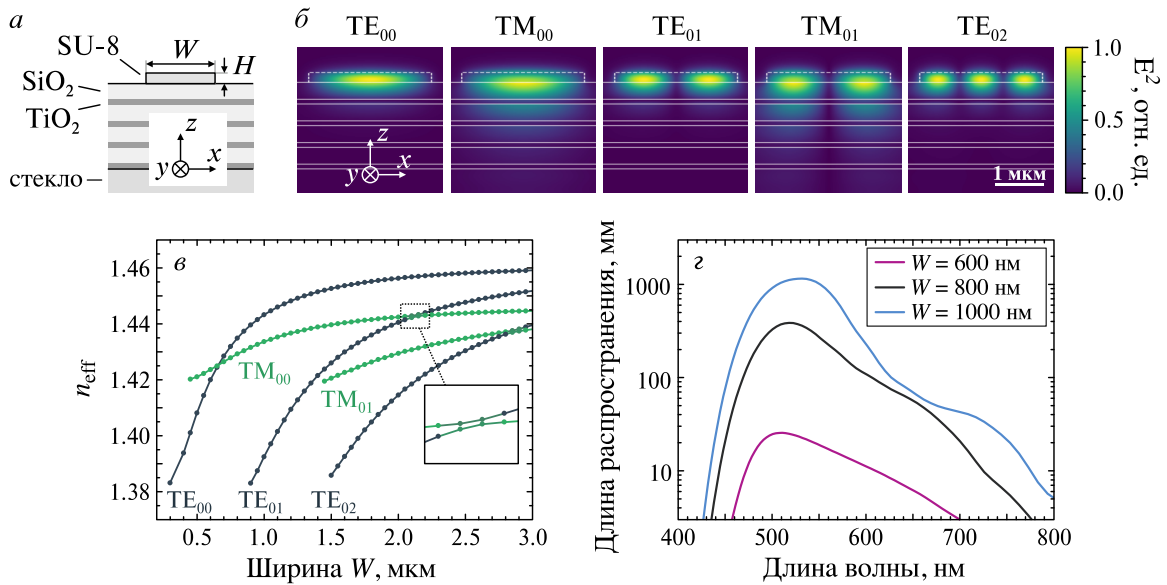 а
SU-8
W
H
SiO2
TiO2
z
y
x
стекло
б
TE00
TM00
TE01
TM01
TE02
z
y
x
1 мкм
1.0
0.5
0.0
E2, отн. ед.
в
1.46
1.44
1.42
1.40
1.38
neff
TM00
TM01
TE00
TE01
TE02
0.5
1.0
1.5
2.0
2.5
3.0
Ширина W, мкм
г
W = 600 нм
W = 800 нм
W = 1000 нм
1000
100
10
Длина распространения, мм
400
500
600
700
800
Длина волны, нм